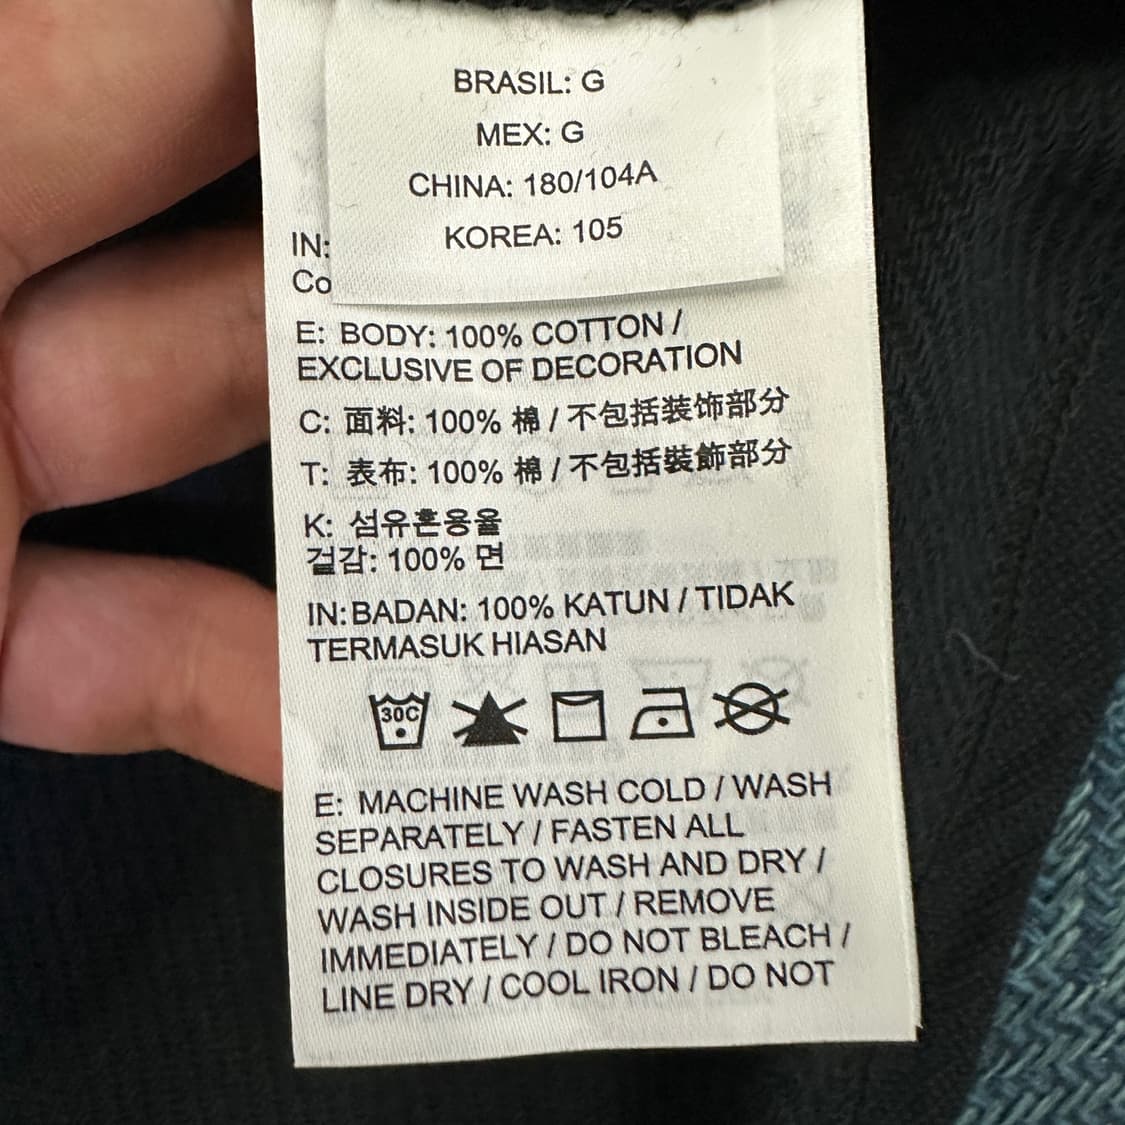 BRASIL: G
MEX: G
CHINA: 180/104A
KOREA: 105
IN:
Co
E: BODY: 100% COTTON /
EXCLUSIVE OF DECORATION
C: 面料: 100% 棉 / 不包括装饰部分
T: 表布: 100% 棉 / 不包括裝飾部分
K: 섬유혼용율
겉감: 100% 면
IN: BADAN: 100% KATUN / TIDAK
TERMASUK HIASAN
30C
E: MACHINE WASH COLD / WASH
SEPARATELY / FASTEN ALL
CLOSURES TO WASH AND DRY /
WASH INSIDE OUT / REMOVE
IMMEDIATELY / DO NOT BLEACH /
LINE DRY / COOL IRON / DO NOT